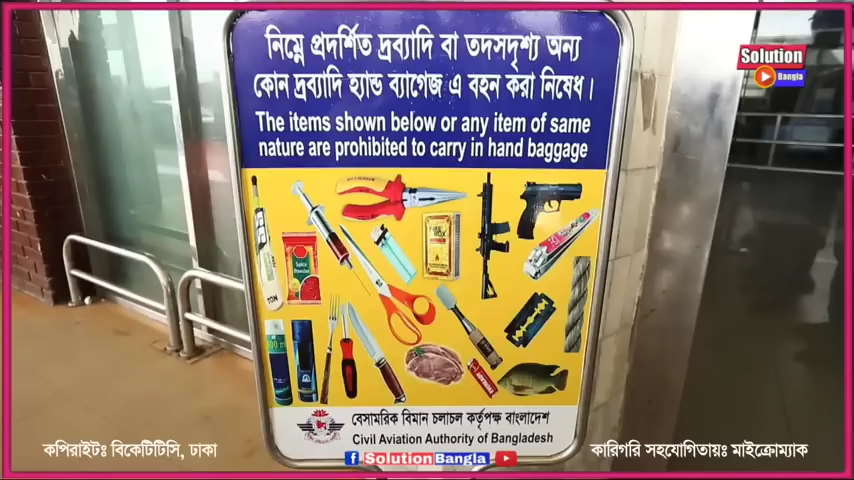 নিম্নে প্রদর্শিত দ্রব্যাদি বা তদসদৃশ্য অন্য
কোন দ্রব্যাদি হ্যান্ড ব্যাগেজ এ বহন করা নিষেধ।
The items shown below or any item of same
nature are prohibited to carry in hand baggage
Solution
Bangla
Spice
Powder
TON
বেসামরিক বিমান চলাচল কর্তৃপক্ষ বাংলাদেশ
Civil Aviation Authority of Bangladesh
কপিরাইটঃ বিকেটিটিসি, ঢাকা
কারিগরি সহযোগিতায়ঃ মাইক্রোম্যাক
SolutionBangla